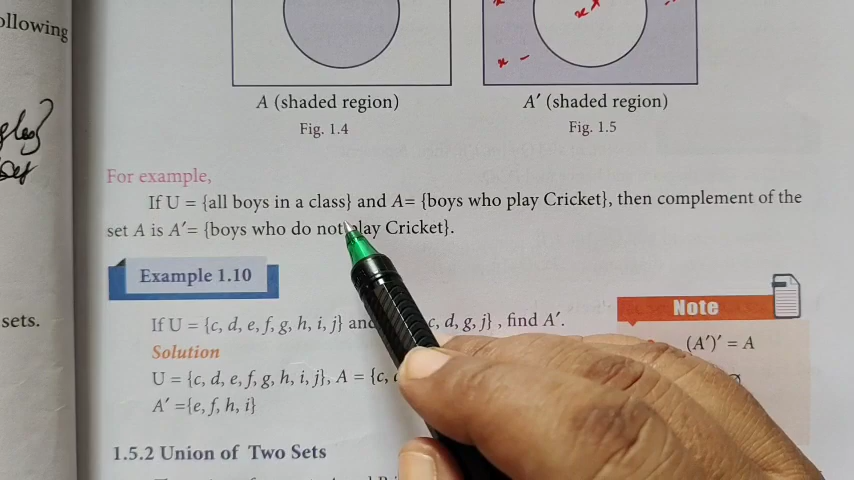 ollowing
A (shaded region)
A′ (shaded region)
Fig. 1.4
Fig. 1.5
For example,
If U = {all boys in a class} and A= {boys who play Cricket}, then complement of the
set A is A′= {boys who do not play Cricket}.
Example 1.10
If U = {c, d, e, f, g, h, i, j} and c, d, g, j} , find A′.
Note
sets.
Solution
(A′)′ = A
U = {c, d, e, f, g, h, i, j}, A = {c,
A′ ={e, f, h, i}
1.5.2 Union of Two Sets